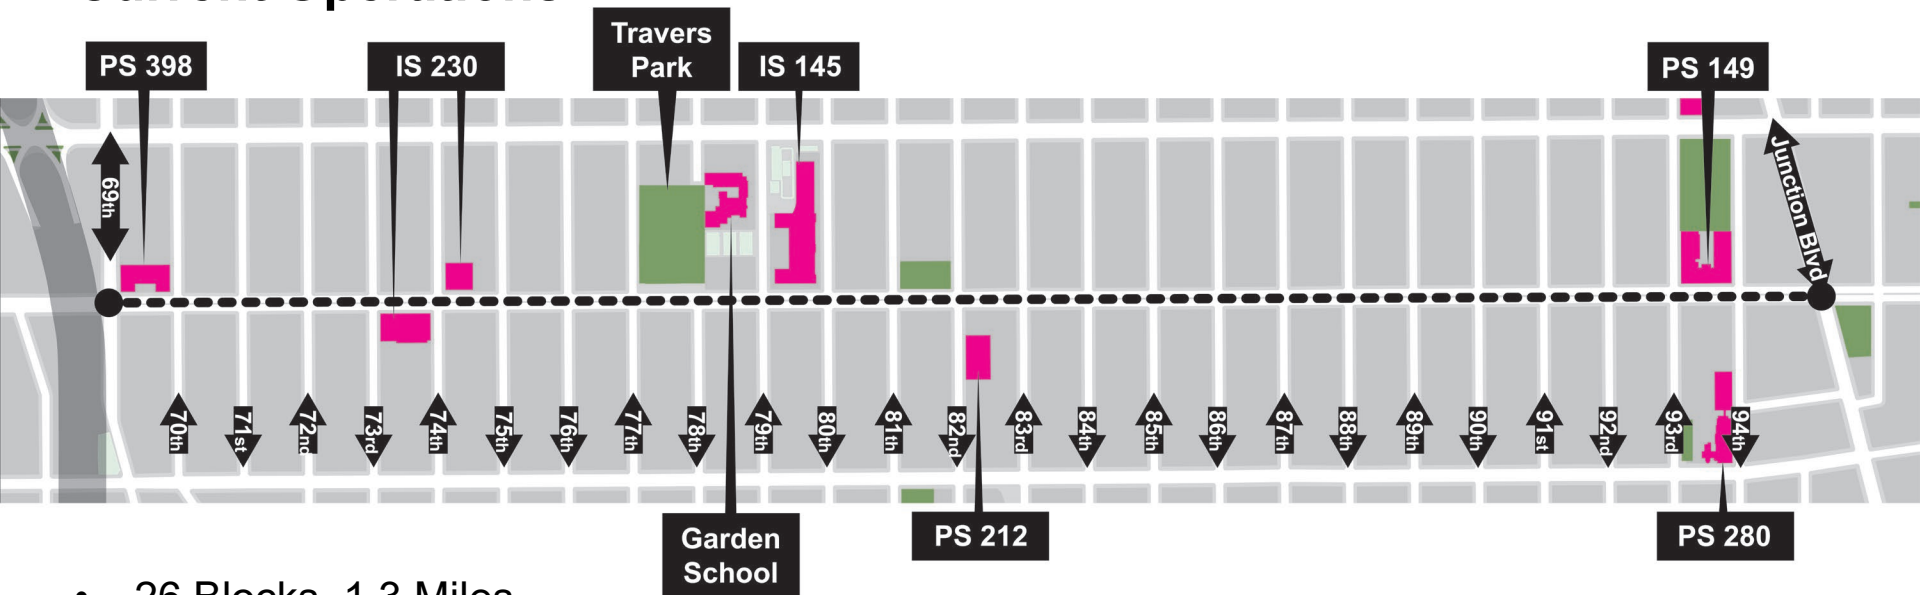 Current Operations
PS 398
IS 230
Travers
Park
IS 145
PS 149
69th
Junction Blvd
70th
71st
72nd
73rd
74th
75th
76th
77th
78th
79th
80th
81th
82nd
83rd
84th
85th
86th
87th
88th
89th
90th
91st
92nd
93rd
94th
Garden
School
PS 212
PS 280
• 26 Blocks, 1.3 Miles